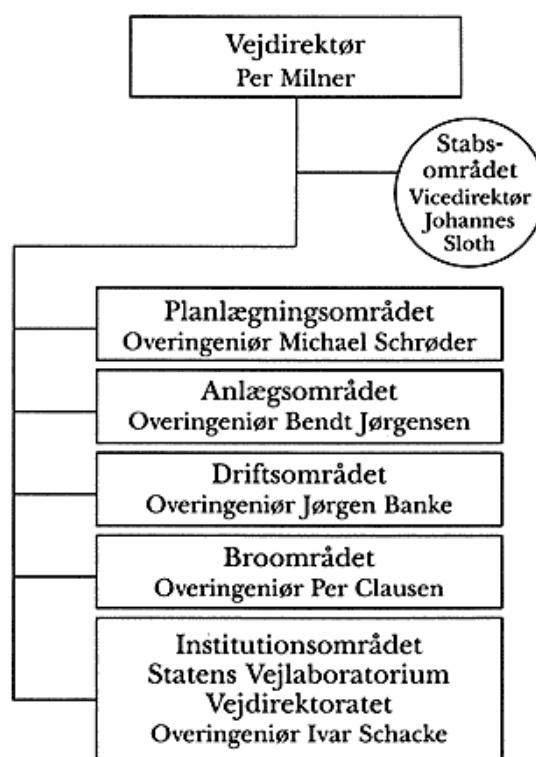 Vejdirektør
Per Milner
Stabs-
området
Vicedirektør
Johannes
Sloth
Planlægningsområdet
Overingeniør Michael Schrøder
Anlægsområdet
Overingeniør Bendt Jørgensen
Driftsområdet
Overingeniør Jørgen Banke
Broområdet
Overingeniør Per Clausen
Institutionsområdet
Statens Vejlaboratorium
Vejdirektoratet
Overingeniør Ivar Schacke